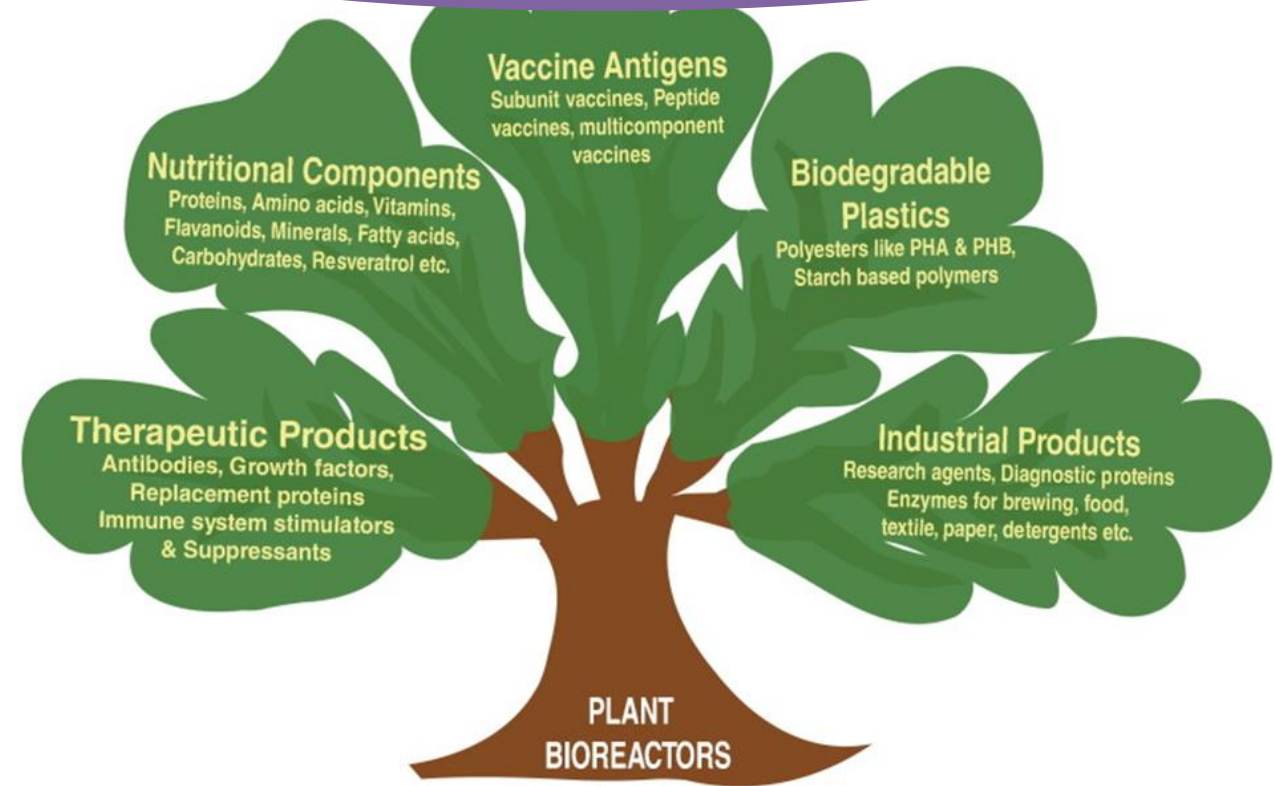 Vaccine Antigens
Subunit vaccines, Peptide
vaccines, multicomponent
vaccines
Nutritional Components
Proteins, Amino acids, Vitamins,
Flavanoids, Minerals, Fatty acids,
Carbohydrates, Resveratrol etc.
Biodegradable
Plastics
Polyesters like PHA & PHB,
Starch based polymers
Therapeutic Products
Antibodies, Growth factors,
Replacement proteins
Immune system stimulators
& Suppressants
Industrial Products
Research agents, Diagnostic proteins
Enzymes for brewing, food,
textile, paper, detergents etc.
PLANT
BIOREACTORS